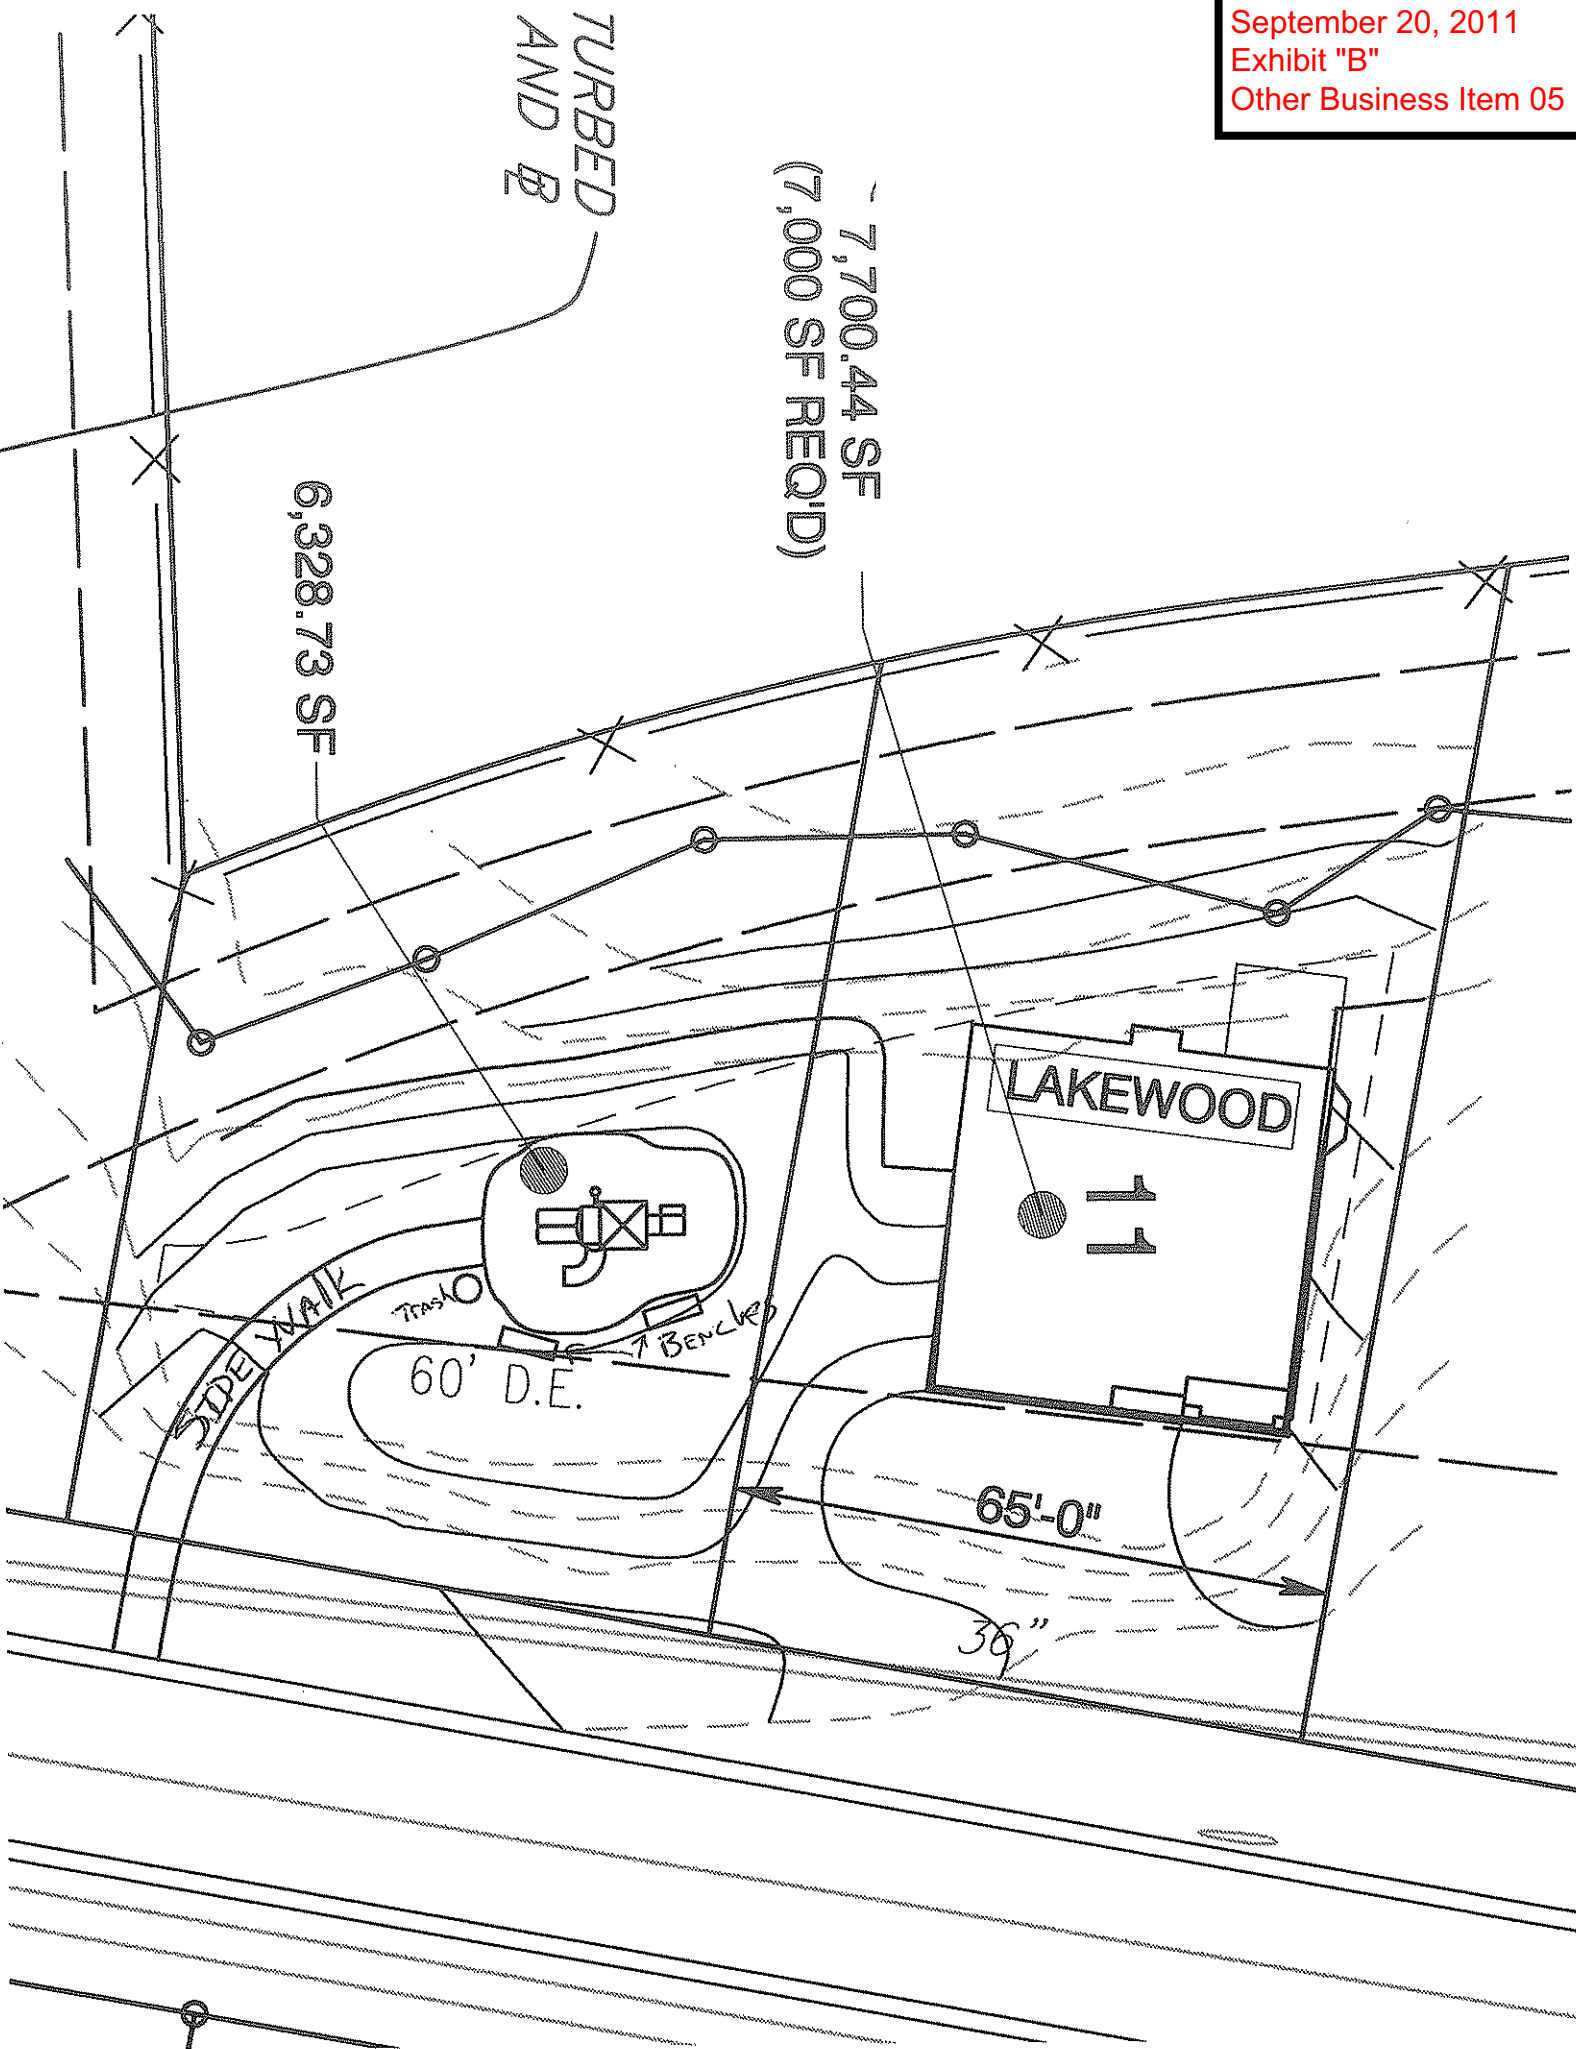 September 20, 2011
Exhibit "B"
Other Business Item 05
TURBED
AND
7,700.44 SF
(7,000 SF REQ'D)
6,328.73 SF
LAKEWOOD
11
SIDEWALK
Trash
BENCHES
60' D.E.
65'-0"
36"